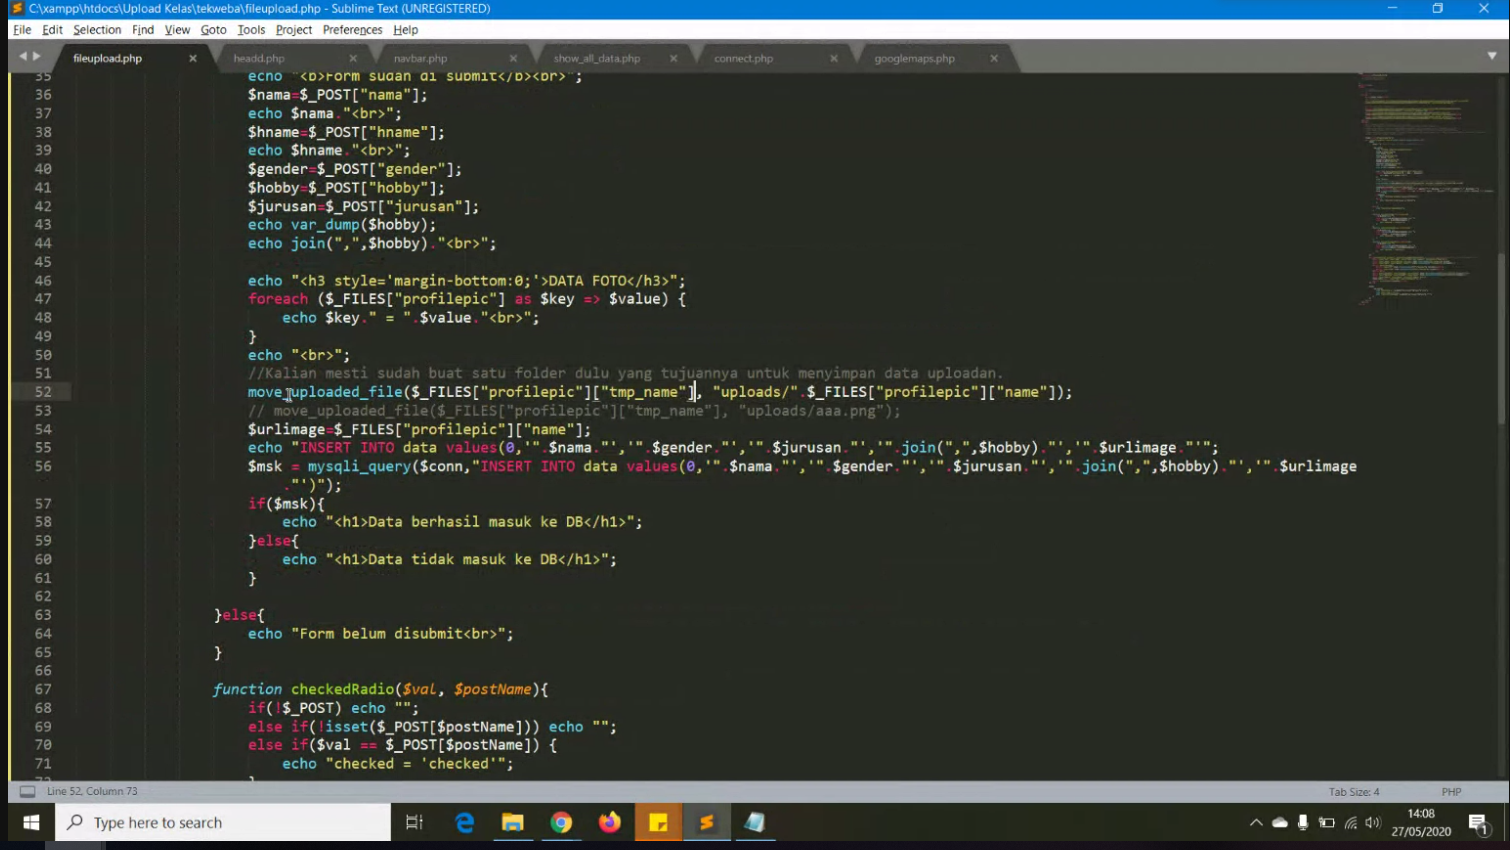 C:\xampp\htdocs\Upload Kelas\tekweba\fileupload.php - Sublime Text (UNREGISTERED)
File Edit Selection Find View Goto Tools Project Preferences Help
fileupload.php headd.php navbar.php show_all_data.php connect.php googlemaps.php
35 echo "<b>Form sudah di submit</b><br>";
36 $nama=$_POST["nama"];
37 echo $nama."<br>";
38 $hname=$_POST["hname"];
39 echo $hname."<br>";
40 $gender=$_POST["gender"];
41 $hobby=$_POST["hobby"];
42 $jurusan=$_POST["jurusan"];
43 echo var_dump($hobby);
44 echo join(",",$hobby)."<br>";
45
46 echo "<h3 style='margin-bottom:0;'>DATA FOTO</h3>";
47 foreach ($_FILES["profilepic"] as $key => $value) {
48 echo $key." = ".$value."<br>";
49 }
50 echo "<br>";
51 //Kalian mesti sudah buat satu folder dulu yang tujuannya untuk menyimpan data uploadan.
52 move_uploaded_file($_FILES["profilepic"]["tmp_name"], "uploads/".$_FILES["profilepic"]["name"]);
53 // move_uploaded_file($_FILES["profilepic"]["tmp_name"], "uploads/aaa.png");
54 $urlimage=$_FILES["profilepic"]["name"];
55 echo "INSERT INTO data values(0,'".$nama."','".$gender."','".$jurusan."','".join(",",$hobby)."','".$urlimage."'";
56 $msk = mysqli_query($conn,"INSERT INTO data values(0,'".$nama."','".$gender."','".$jurusan."','".join(",",$hobby)."','".$urlimage
."')");
57 if($msk){
58 echo "<h1>Data berhasil masuk ke DB</h1>";
59 }else{
60 echo "<h1>Data tidak masuk ke DB</h1>";
61 }
62
63 }else{
64 echo "Form belum disubmit<br>";
65 }
66
67 function checkedRadio($val, $postName){
68 if(!$_POST) echo "";
69 else if(!isset($_POST[$postName])) echo "";
70 else if($val == $_POST[$postName]) {
71 echo "checked = 'checked'";
72 }
Line 52, Column 73 Tab Size: 4 PHP
Type here to search
14:08
27/05/2020
1